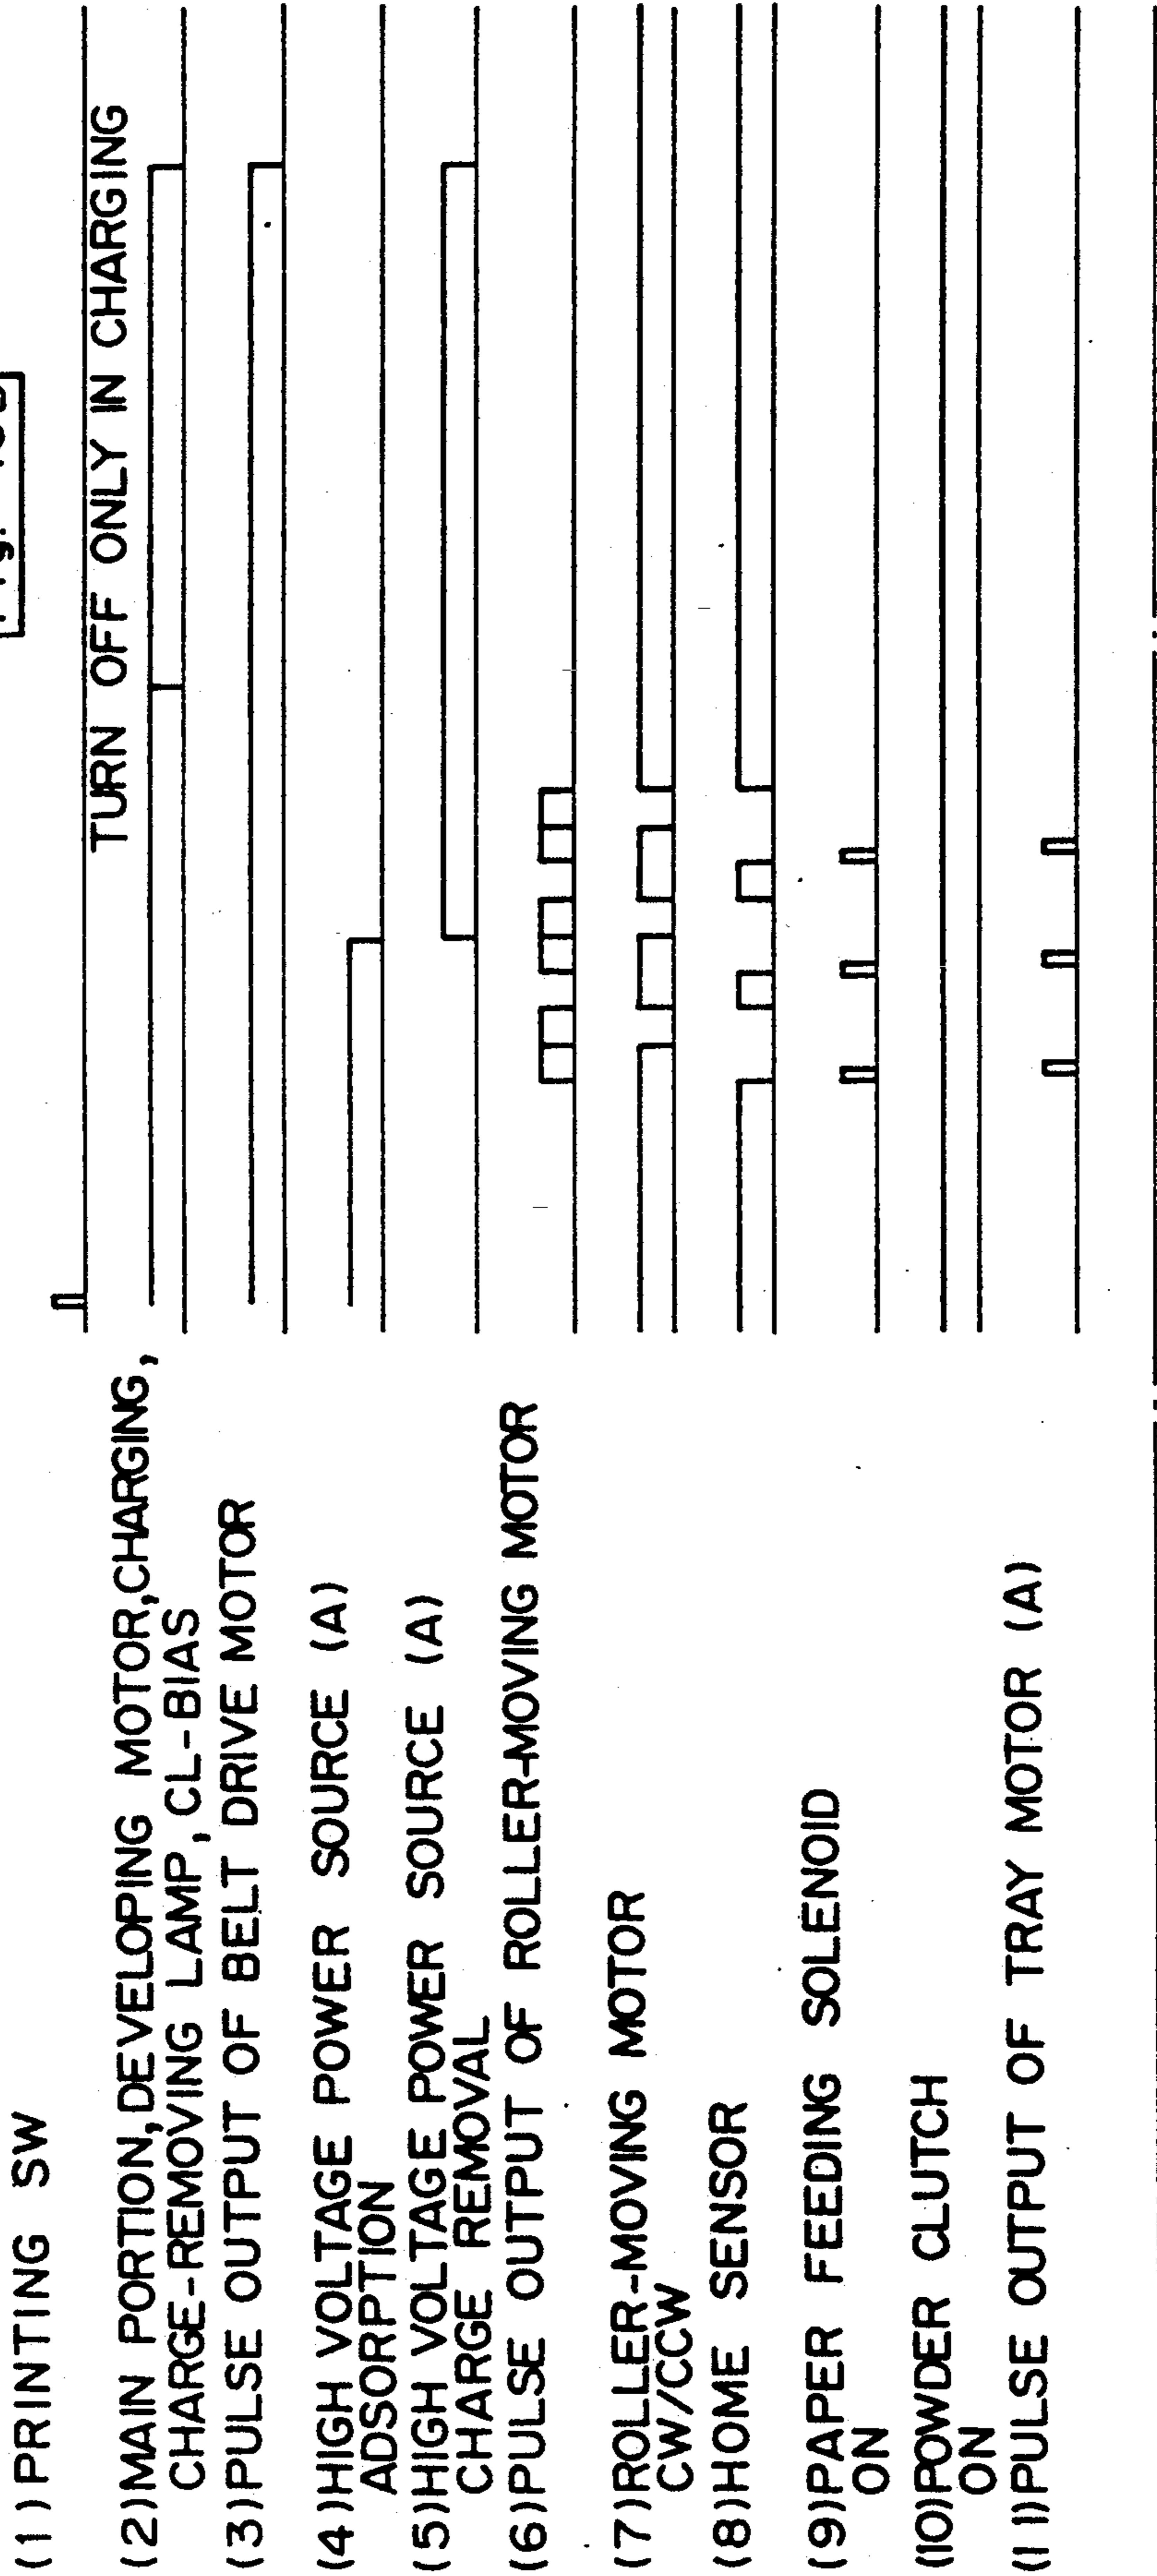 (1) PRINTING SW
(2) MAIN PORTION, DEVELOPING MOTOR, CHARGING,
CHARGE-REMOVING LAMP, CL-BIAS
(3) PULSE OUTPUT OF BELT DRIVE MOTOR
(4) HIGH VOLTAGE POWER SOURCE (A)
ADSORPTION
(5) HIGH VOLTAGE POWER SOURCE (A)
CHARGE REMOVAL
(6) PULSE OUTPUT OF ROLLER-MOVING MOTOR
(7) ROLLER-MOVING MOTOR
CW/CCW
(8) HOME SENSOR
(9) PAPER FEEDING SOLENOID
ON
(10) POWDER CLUTCH
ON
(11) PULSE OUTPUT OF TRAY MOTOR (A)
TURN OFF ONLY IN CHARGING